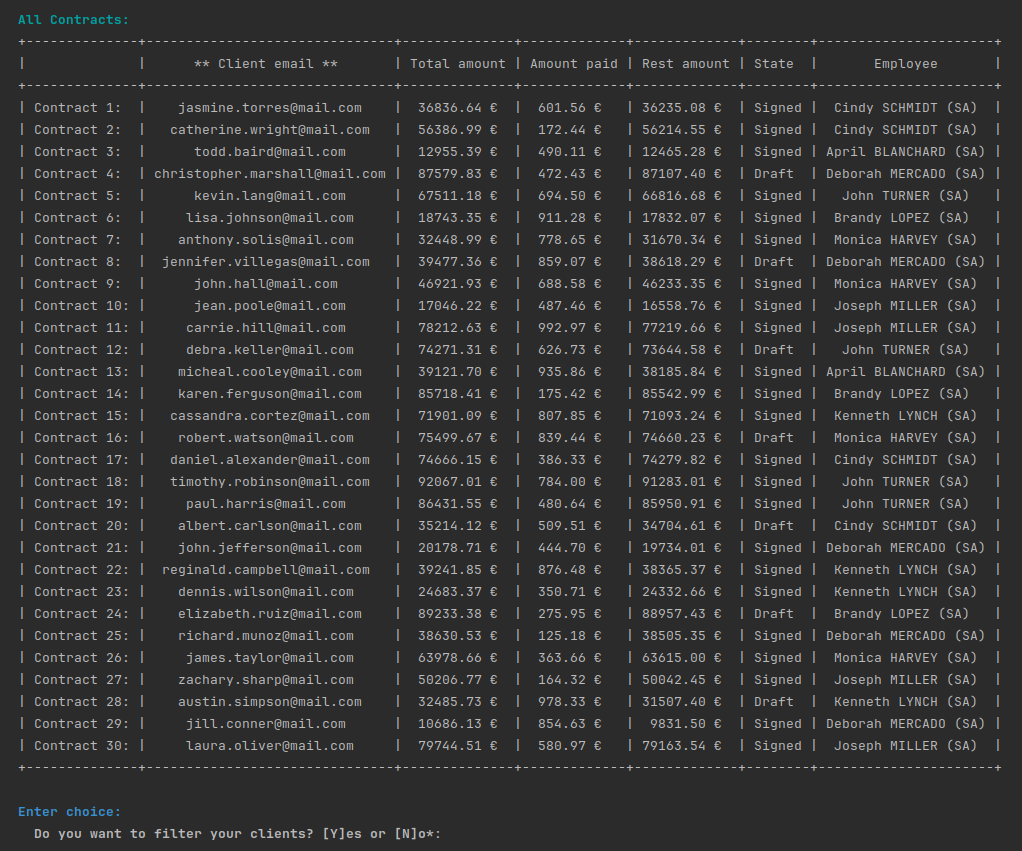 All Contracts:
+--------------+-------------------------------+--------------+-------------+-------------+--------+----------------------+
|              |      ** Client email **       | Total amount | Amount paid | Rest amount | State  |       Employee       |
+--------------+-------------------------------+--------------+-------------+-------------+--------+----------------------+
| Contract 1:  |    jasmine.torres@mail.com    |  36836.64 €  |  601.56 €   | 36235.08 €  | Signed |  Cindy SCHMIDT (SA)  |
| Contract 2:  |   catherine.wright@mail.com   |  56386.99 €  |  172.44 €   | 56214.55 €  | Signed |  Cindy SCHMIDT (SA)  |
| Contract 3:  |      todd.baird@mail.com      |  12955.39 €  |  490.11 €   | 12465.28 €  | Signed | April BLANCHARD (SA) |
| Contract 4:  | christopher.marshall@mail.com |  87579.83 €  |  472.43 €   | 87107.40 €  | Draft  | Deborah MERCADO (SA) |
| Contract 5:  |      kevin.lang@mail.com      |  67511.18 €  |  694.50 €   | 66816.68 €  | Signed |   John TURNER (SA)   |
| Contract 6:  |     lisa.johnson@mail.com     |  18743.35 €  |  911.28 €   | 17832.07 €  | Signed |  Brandy LOPEZ (SA)   |
| Contract 7:  |    anthony.solis@mail.com     |  32448.99 €  |  778.65 €   | 31670.34 €  | Signed |  Monica HARVEY (SA)  |
| Contract 8:  |  jennifer.villegas@mail.com   |  39477.36 €  |  859.07 €   | 38618.29 €  | Draft  | Deborah MERCADO (SA) |
| Contract 9:  |      john.hall@mail.com       |  46921.93 €  |  688.58 €   | 46233.35 €  | Signed |  Monica HARVEY (SA)  |
| Contract 10: |      jean.poole@mail.com      |  17046.22 €  |  487.46 €   | 16558.76 €  | Signed |  Joseph MILLER (SA)  |
| Contract 11: |     carrie.hill@mail.com      |  78212.63 €  |  992.97 €   | 77219.66 €  | Signed |  Joseph MILLER (SA)  |
| Contract 12: |     debra.keller@mail.com     |  74271.31 €  |  626.73 €   | 73644.58 €  | Draft  |   John TURNER (SA)   |
| Contract 13: |    micheal.cooley@mail.com    |  39121.70 €  |  935.86 €   | 38185.84 €  | Signed | April BLANCHARD (SA) |
| Contract 14: |    karen.ferguson@mail.com    |  85718.41 €  |  175.42 €   | 85542.99 €  | Signed |  Brandy LOPEZ (SA)   |
| Contract 15: |   cassandra.cortez@mail.com   |  71901.09 €  |  807.85 €   | 71093.24 €  | Signed |  Kenneth LYNCH (SA)  |
| Contract 16: |    robert.watson@mail.com     |  75499.67 €  |  839.44 €   | 74660.23 €  | Draft  |  Monica HARVEY (SA)  |
| Contract 17: |   daniel.alexander@mail.com   |  74666.15 €  |  386.33 €   | 74279.82 €  | Signed |  Cindy SCHMIDT (SA)  |
| Contract 18: |   timothy.robinson@mail.com   |  92067.01 €  |  784.00 €   | 91283.01 €  | Signed |   John TURNER (SA)   |
| Contract 19: |     paul.harris@mail.com      |  86431.55 €  |  480.64 €   | 85950.91 €  | Signed |   John TURNER (SA)   |
| Contract 20: |    albert.carlson@mail.com    |  35214.12 €  |  509.51 €   | 34704.61 €  | Draft  |  Cindy SCHMIDT (SA)  |
| Contract 21: |    john.jefferson@mail.com    |  20178.71 €  |  444.70 €   | 19734.01 €  | Signed | Deborah MERCADO (SA) |
| Contract 22: |  reginald.campbell@mail.com   |  39241.85 €  |  876.48 €   | 38365.37 €  | Signed |  Kenneth LYNCH (SA)  |
| Contract 23: |    dennis.wilson@mail.com     |  24683.37 €  |  350.71 €   | 24332.66 €  | Signed |  Kenneth LYNCH (SA)  |
| Contract 24: |    elizabeth.ruiz@mail.com    |  89233.38 €  |  275.95 €   | 88957.43 €  | Draft  |  Brandy LOPEZ (SA)   |
| Contract 25: |    richard.munoz@mail.com     |  38630.53 €  |  125.18 €   | 38505.35 €  | Signed | Deborah MERCADO (SA) |
| Contract 26: |     james.taylor@mail.com     |  63978.66 €  |  363.66 €   | 63615.00 €  | Signed |  Monica HARVEY (SA)  |
| Contract 27: |    zachary.sharp@mail.com     |  50206.77 €  |  164.32 €   | 50042.45 €  | Signed |  Joseph MILLER (SA)  |
| Contract 28: |    austin.simpson@mail.com    |  32485.73 €  |  978.33 €   | 31507.40 €  | Draft  |  Kenneth LYNCH (SA)  |
| Contract 29: |     jill.conner@mail.com      |  10686.13 €  |  854.63 €   |  9831.50 €  | Signed | Deborah MERCADO (SA) |
| Contract 30: |     laura.oliver@mail.com     |  79744.51 €  |  580.97 €   | 79163.54 €  | Signed |  Joseph MILLER (SA)  |
+--------------+-------------------------------+--------------+-------------+-------------+--------+----------------------+
Enter choice:
Do you want to filter your clients? [Y]es or [N]o*: